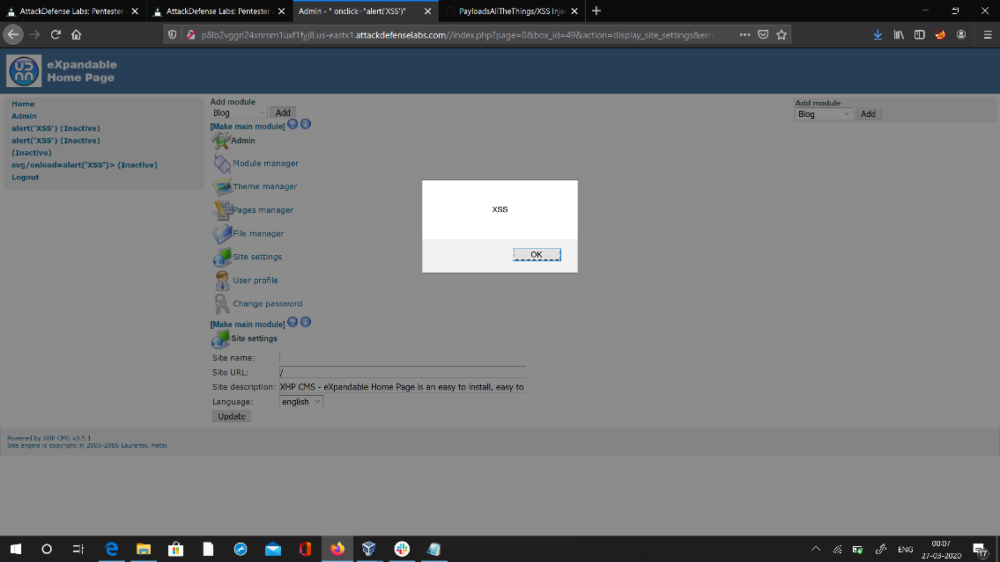 AttackDefense Labs: Pentester
AttackDefense Labs: Pentester
Admin - " onclick="alert('XSS')"
PayloadsAllTheThings/XSS Injec
p8lb2vggri24xnmm1uxf1fyj8.us-eastx1.attackdefenselabs.com//index.php?page=0&box_id=49&action=display_site_settings&erro
eXpandable
Home Page
Home
Admin
alert('XSS') (Inactive)
alert('XSS') (Inactive)
(Inactive)
svg/onload=alert('XSS')> (Inactive)
Logout
Add module
Blog
Add
[Make main module]
Admin
Module manager
Theme manager
Pages manager
File manager
Site settings
User profile
Change password
[Make main module]
Site settings
Site name:
Site URL: /
Site description: XHP CMS - eXpandable Home Page is an easy to install, easy to
Language: english
Update
Add module
Blog
Add
XSS
OK
Powered by XHP CMS v0.5.1
Site engine is copyright © 2003-2006 Laurentiu Matei
ENG
00:07
27-03-2020
17